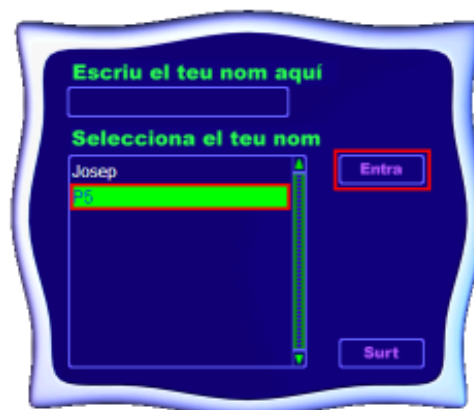 Escriu el teu nom aquí
Selecciona el teu nom
Josep
Entra
P5
Surt